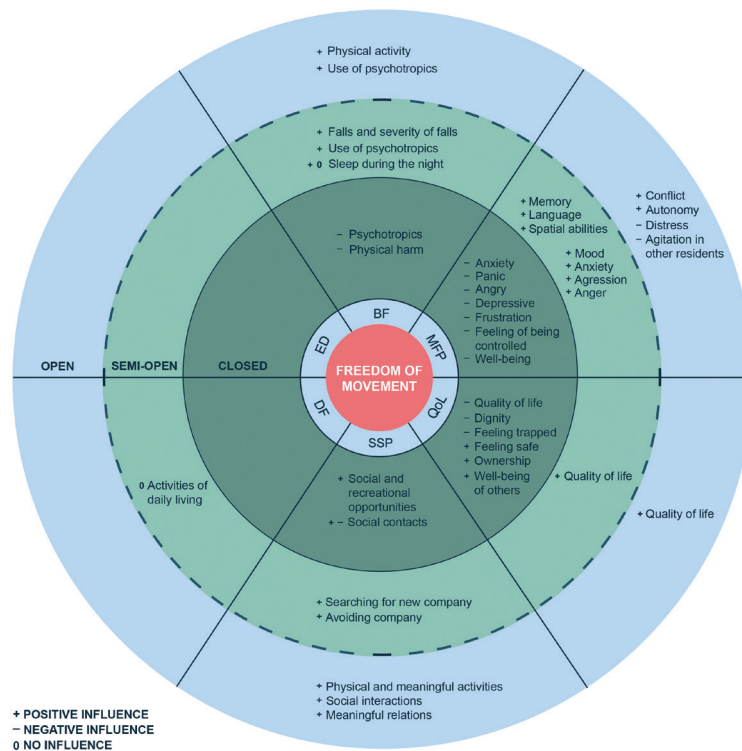 + Physical activity
+ Use of psychotropics
+ Falls and severity of falls
+ Use of psychotropics
+ 0 Sleep during the night
+ Memory
+ Language
+ Spatial abilities
+ Mood
+ Anxiety
+ Agression
+ Anger
+ Conflict
+ Autonomy
– Distress
– Agitation in
other residents
– Psychotropics
– Physical harm
– Anxiety
– Panic
– Angry
– Depressive
– Frustration
– Feeling of being
controlled
– Well-being
BF
ED
MFP
OPEN
SEMI-OPEN
CLOSED
FREEDOM OF
MOVEMENT
DF
QoL
SSP
– Quality of life
– Dignity
– Feeling trapped
+ Feeling safe
+ Ownership
+ Well-being
of others
+ Quality of life
+ Quality of life
0 Activities of
daily living
+ Social and
recreational
opportunities
+ – Social contacts
+ Searching for new company
+ Avoiding company
+ Physical and meaningful activities
+ Social interactions
+ Meaningful relations
+ POSITIVE INFLUENCE
– NEGATIVE INFLUENCE
0 NO INFLUENCE